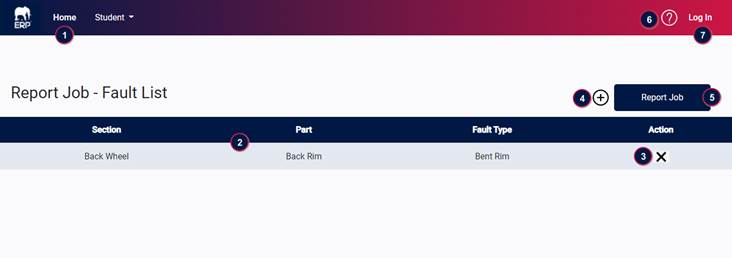 ERP
Home
Student
6
Log In
1
7
Report Job - Fault List
4
Report Job
5
Section Part Fault Type Action
2
Back Wheel Back Rim Bent Rim
3